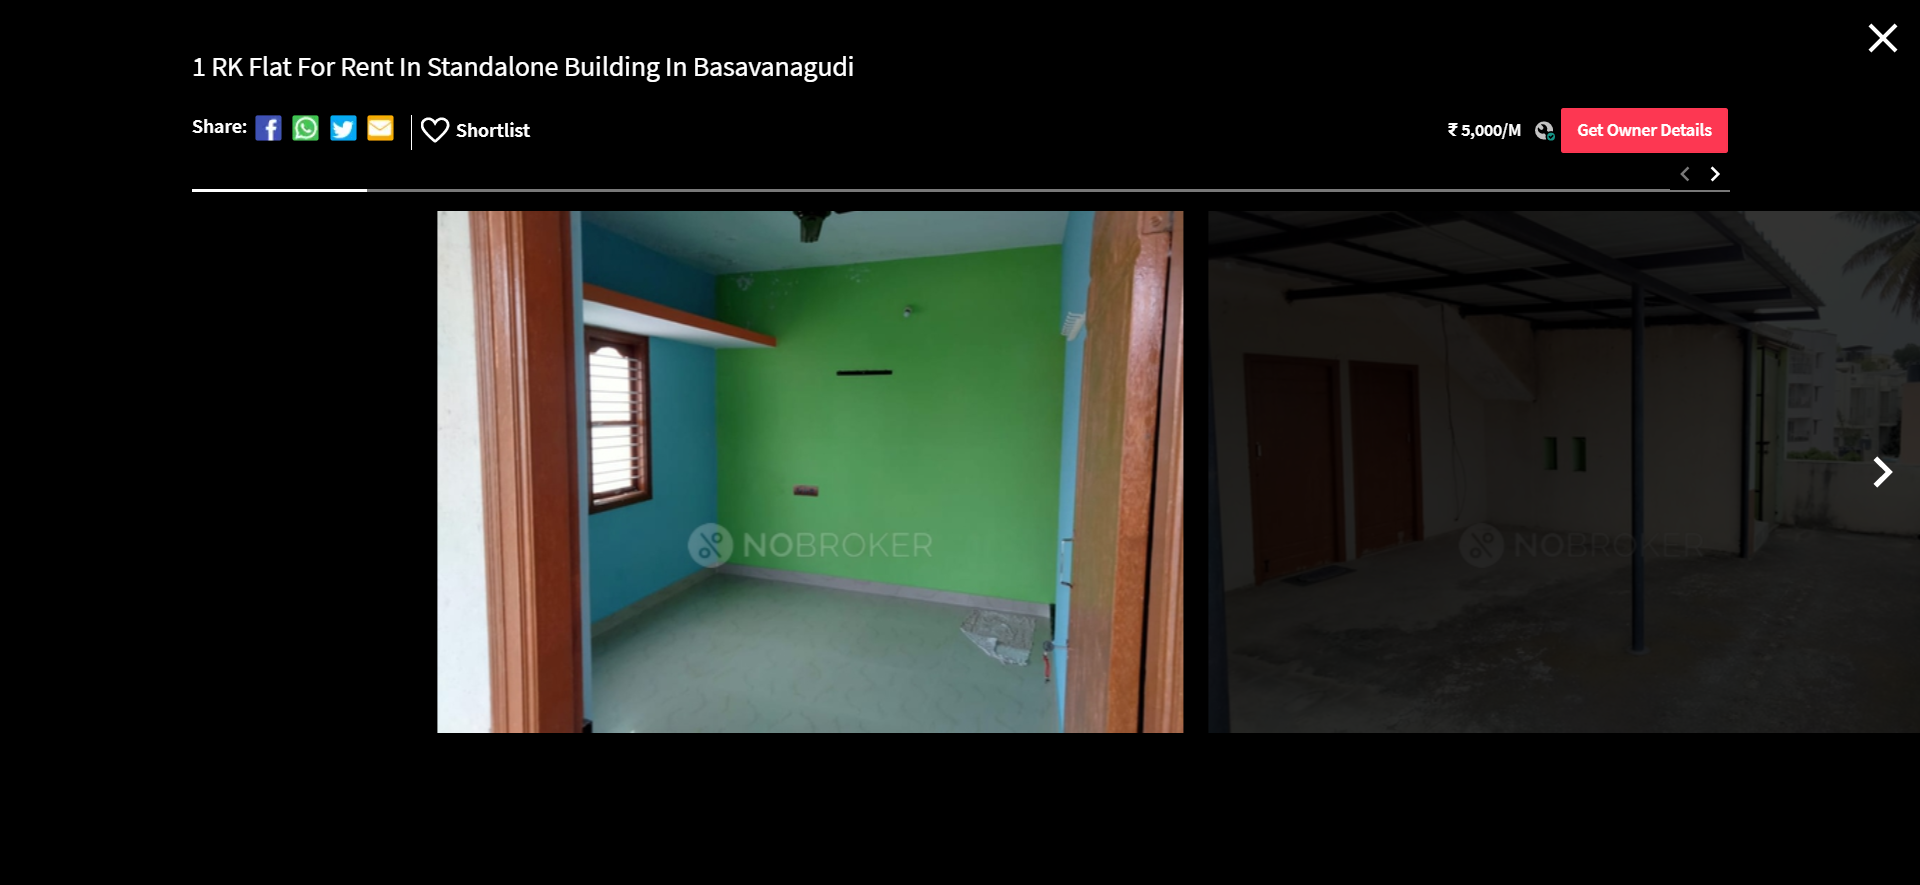 1 RK Flat For Rent In Standalone Building In Basavanagudi
Share:
Shortlist
₹ 5,000/M
Get Owner Details
NOBROKER
NOBROKER